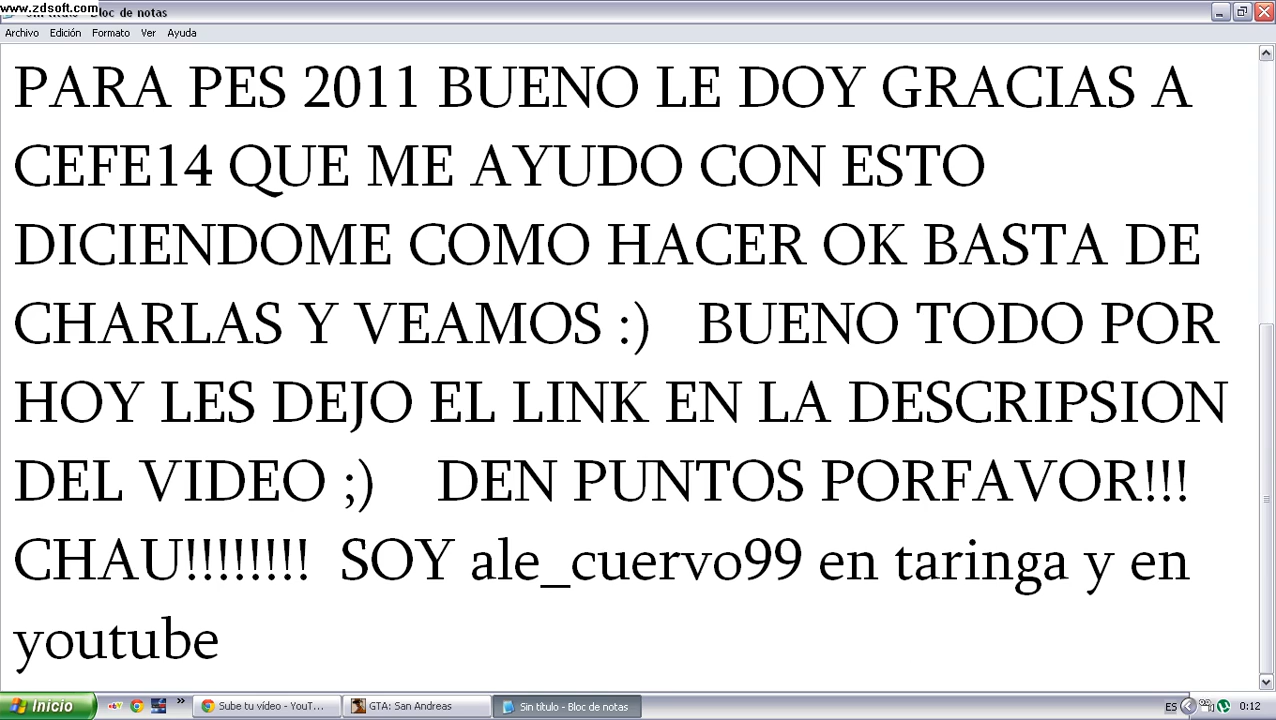 www.zdsoft.com
Bloc de notas
Archivo Edición Formato Ver Ayuda
PARA PES 2011 BUENO LE DOY GRACIAS A
CEFE14 QUE ME AYUDO CON ESTO
DICIENDOME COMO HACER OK BASTA DE
CHARLAS Y VEAMOS :) BUENO TODO POR
HOY LES DEJO EL LINK EN LA DESCRIPSION
DEL VIDEO ;) DEN PUNTOS PORFAVOR!!!
CHAU!!!!!!!! SOY ale_cuervo99 en taringa y en
youtube
Inicio Sube tu vídeo - YouT... GTA: San Andreas Sin título - Bloc de notas ES 0:12